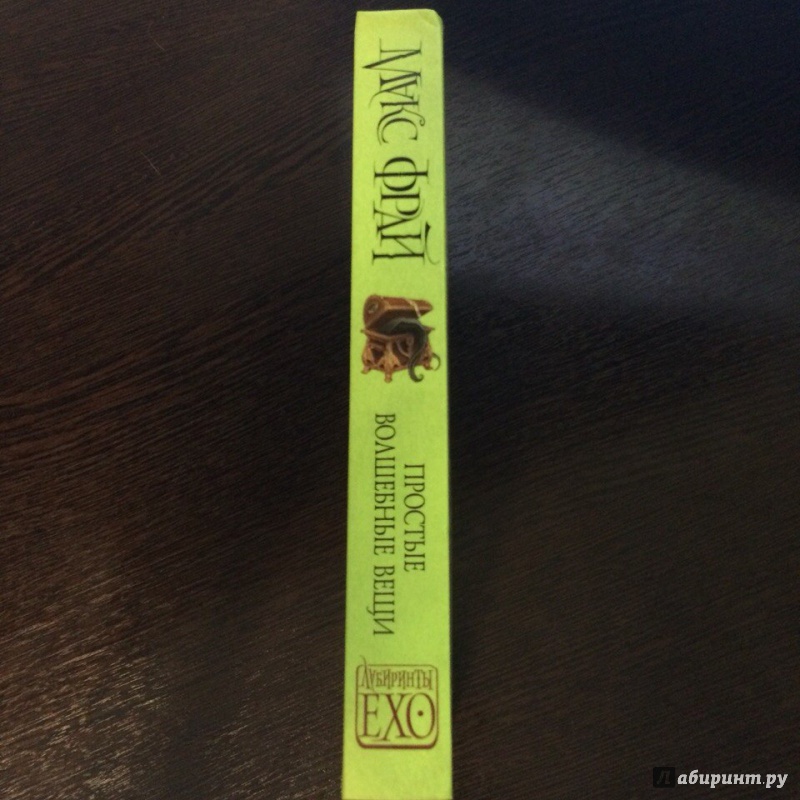 МАКС ФРАЙ
ПРОСТЫЕ
ВОЛШЕБНЫЕ ВЕЩИ
ЛАБИРИНТЫ
ЕХО
Лабиринт.ру